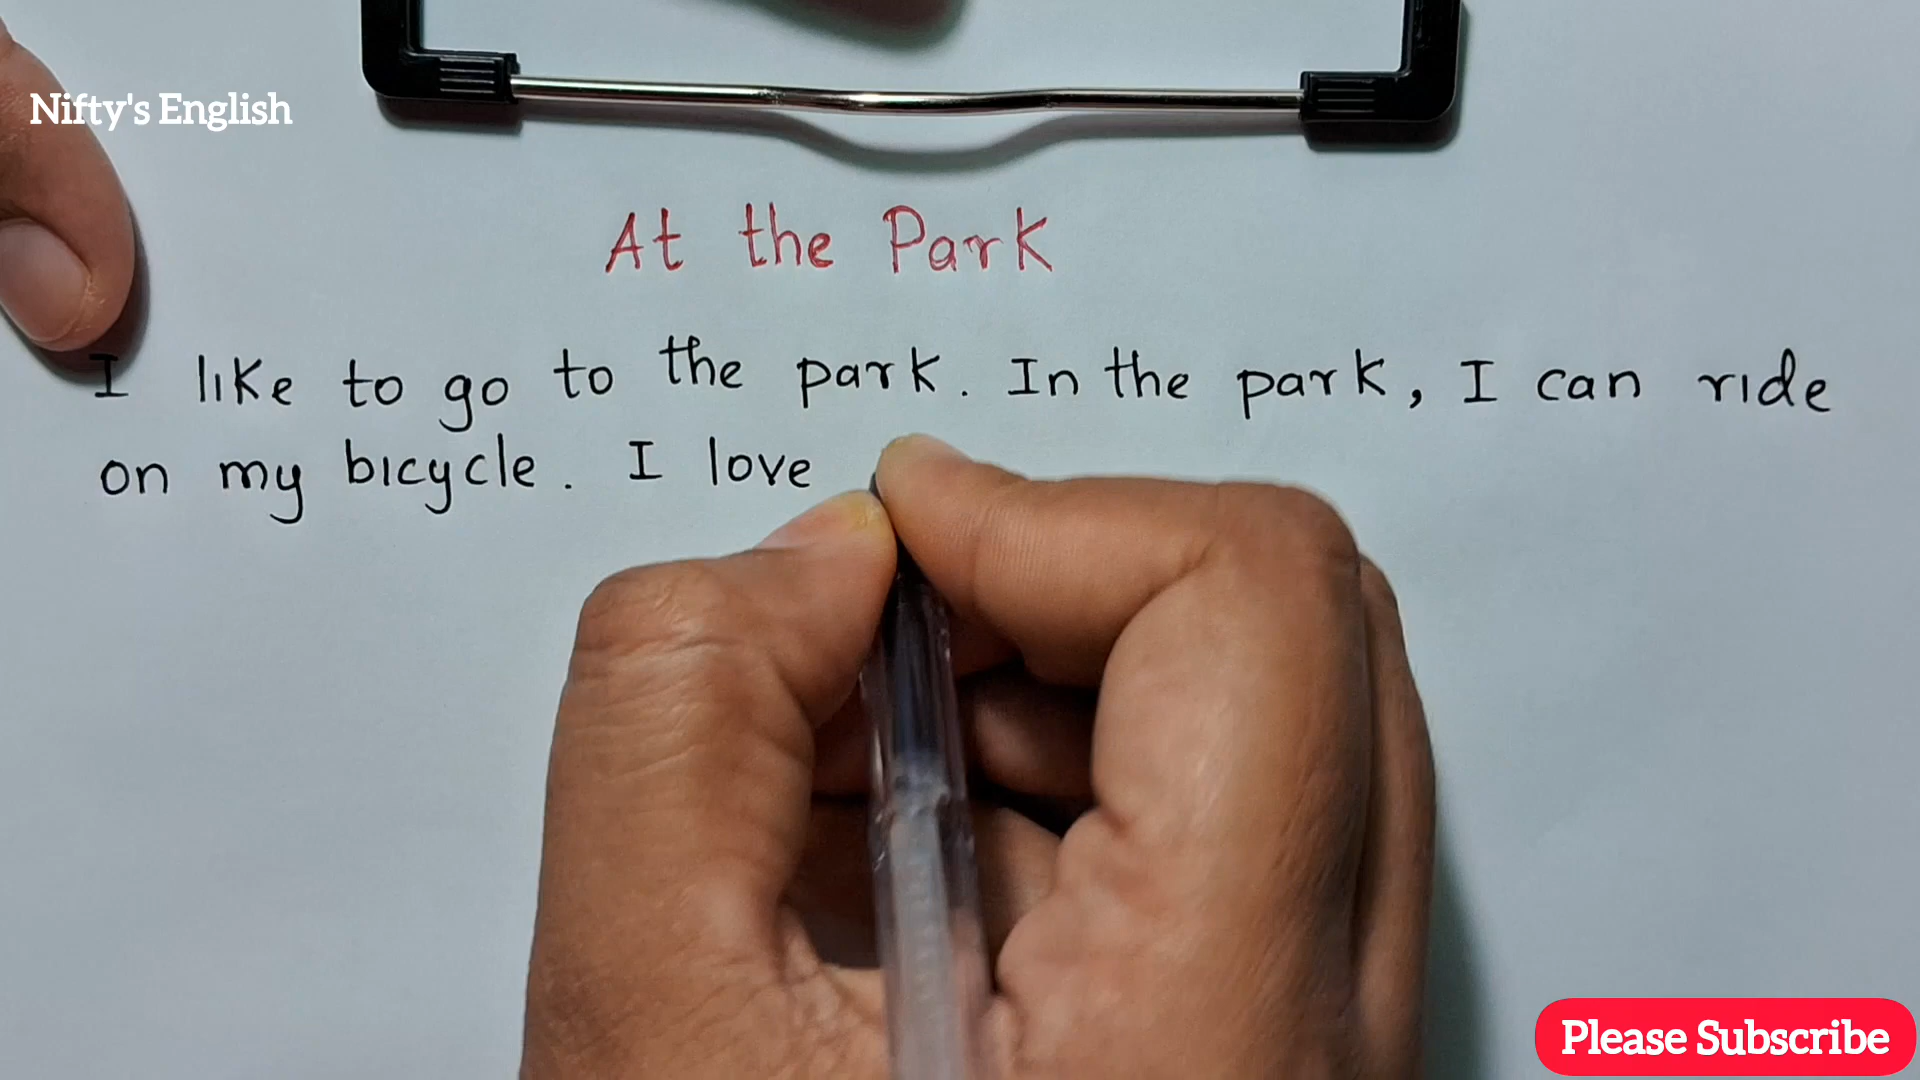 Nifty's English
At the Park
I like to go to the park. In the park, I can ride
on my bicycle. I love
Please Subscribe